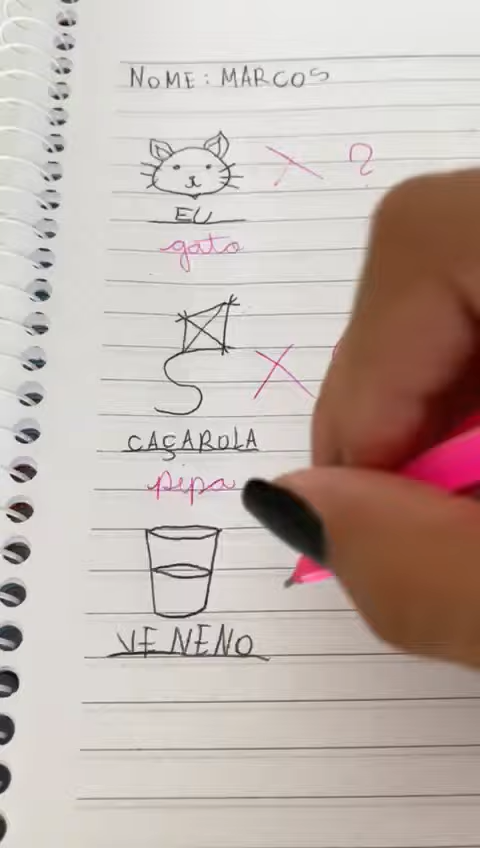 NOME: MARCOS
X ?
EU
gato
X
CAÇAROLA
pipa
VENENO